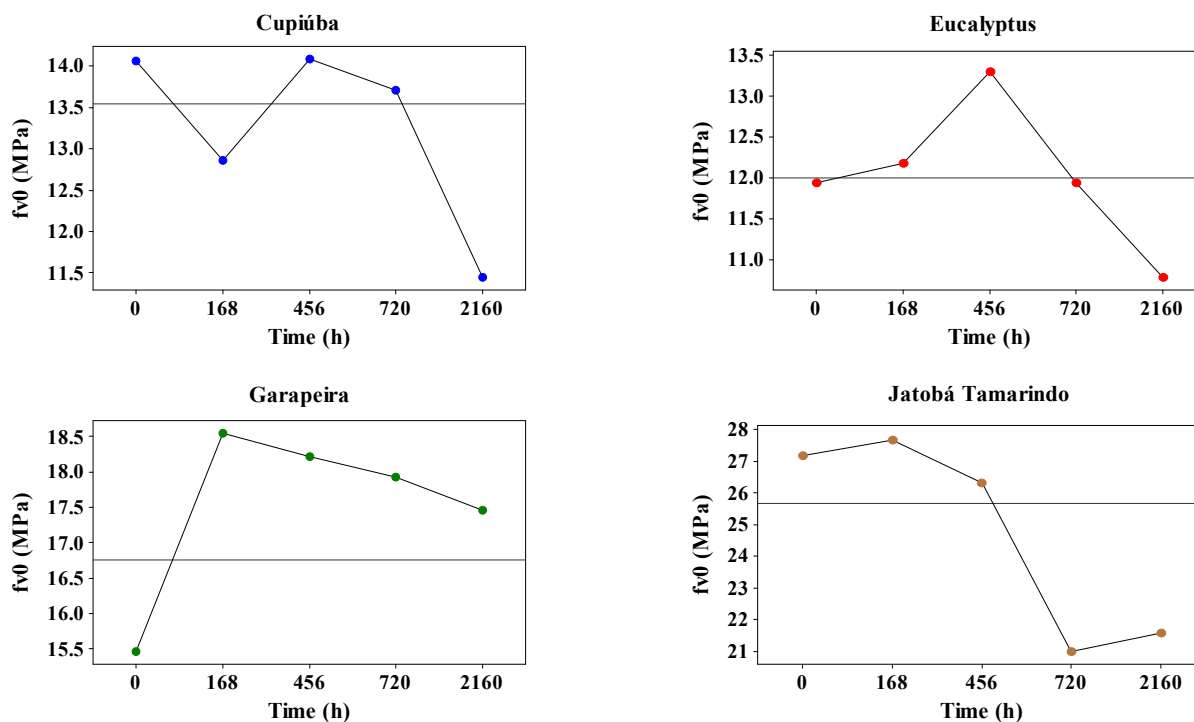 Cupiúba
fv0 (MPa)
14.0
13.5
13.0
12.5
12.0
11.5
0 168 456 720 2160
Time (h)
Eucalyptus
fv0 (MPa)
13.5
13.0
12.5
12.0
11.5
11.0
0 168 456 720 2160
Time (h)
Garapeira
fv0 (MPa)
18.5
18.0
17.5
17.0
16.5
16.0
15.5
0 168 456 720 2160
Time (h)
Jatobá Tamarindo
fv0 (MPa)
28
27
26
25
24
23
22
21
0 168 456 720 2160
Time (h)